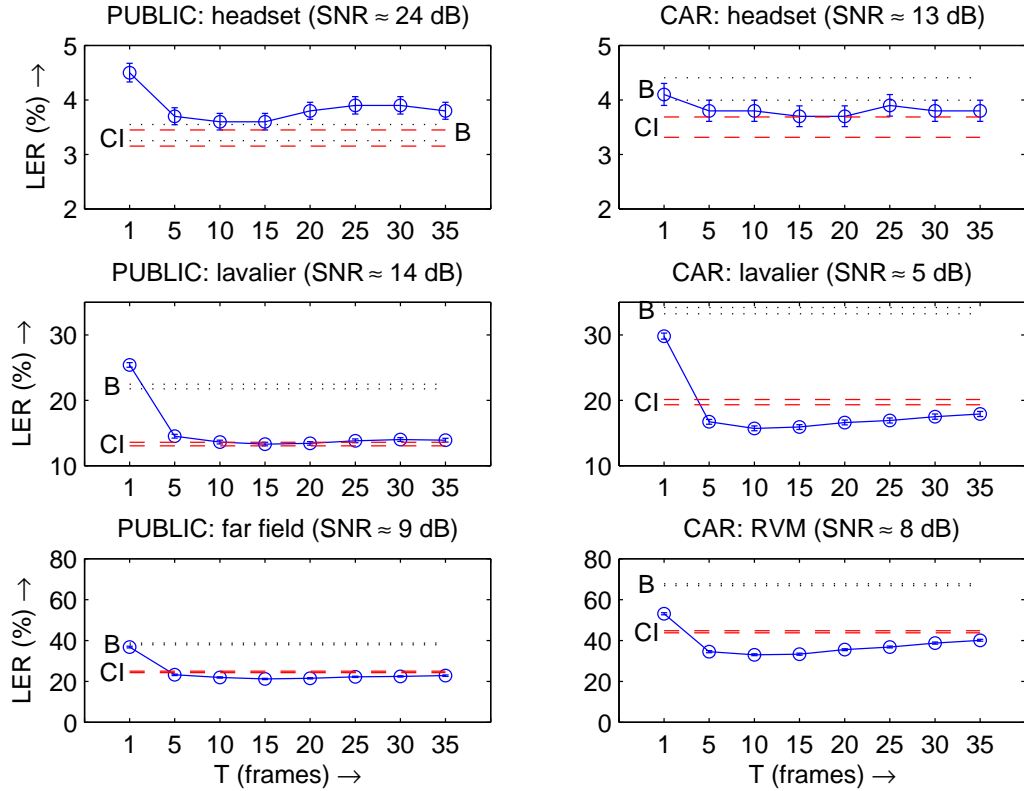 PUBLIC: headset (SNR ≈ 24 dB)
5
4
3
2
LER (%) →
CI
B
1 5 10 15 20 25 30 35
CAR: headset (SNR ≈ 13 dB)
5
4
3
2
B
CI
1 5 10 15 20 25 30 35
PUBLIC: lavalier (SNR ≈ 14 dB)
30
20
10
LER (%) →
B
CI
1 5 10 15 20 25 30 35
CAR: lavalier (SNR ≈ 5 dB)
30
20
10
B
CI
1 5 10 15 20 25 30 35
PUBLIC: far field (SNR ≈ 9 dB)
80
60
40
20
0
LER (%) →
B
CI
1 5 10 15 20 25 30 35
T (frames) →
CAR: RVM (SNR ≈ 8 dB)
80
60
40
20
0
B
CI
1 5 10 15 20 25 30 35
T (frames) →